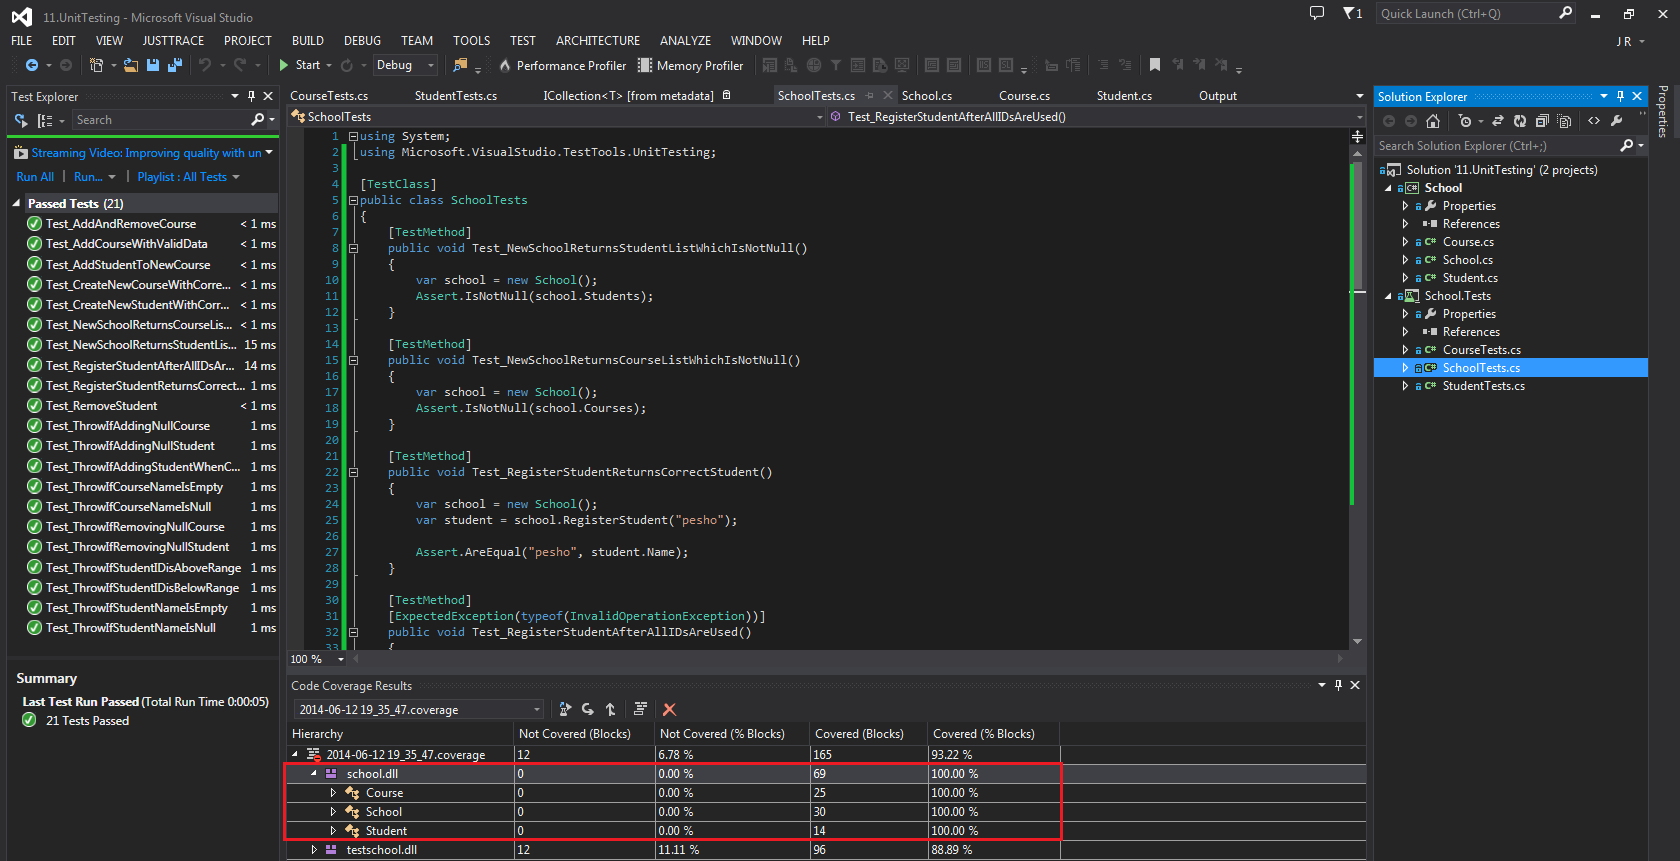 11.UnitTesting - Microsoft Visual Studio
1
Quick Launch (Ctrl+Q)
FILE EDIT VIEW JUSTTRACE PROJECT BUILD DEBUG TEAM TOOLS TEST ARCHITECTURE ANALYZE WINDOW HELP
J R
Start Debug Performance Profiler Memory Profiler
Test Explorer
Search
Streaming Video: Improving quality with un
Run All | Run... | Playlist : All Tests
Passed Tests (21)
Test_AddAndRemoveCourse < 1 ms
Test_AddCourseWithValidData < 1 ms
Test_AddStudentToNewCourse < 1 ms
Test_CreateNewCourseWithCorre... < 1 ms
Test_CreateNewStudentWithCorr... < 1 ms
Test_NewSchoolReturnsCourseLis... < 1 ms
Test_NewSchoolReturnsStudentLis... 15 ms
Test_RegisterStudentAfterAllIDsAr... 14 ms
Test_RegisterStudentReturnsCorrect... < 1 ms
Test_RemoveStudent < 1 ms
Test_ThrowIfAddingNullCourse 1 ms
Test_ThrowIfAddingNullStudent 1 ms
Test_ThrowIfAddingStudentWhenC... 1 ms
Test_ThrowIfCourseNameIsEmpty 1 ms
Test_ThrowIfCourseNameIsNull 1 ms
Test_ThrowIfRemovingNullCourse 1 ms
Test_ThrowIfRemovingNullStudent 1 ms
Test_ThrowIfStudentIDisAboveRange 1 ms
Test_ThrowIfStudentIDisBelowRange 1 ms
Test_ThrowIfStudentNameIsEmpty 1 ms
Test_ThrowIfStudentNameIsNull 1 ms
Summary
Last Test Run Passed (Total Run Time 0:00:05)
21 Tests Passed
CourseTests.cs StudentTests.cs ICollection<T> [from metadata] SchoolTests.cs School.cs Course.cs Student.cs Output
SchoolTests Test_RegisterStudentAfterAllIDsAreUsed()
1 using System;
2 using Microsoft.VisualStudio.TestTools.UnitTesting;
3
4 [TestClass]
5 public class SchoolTests
6 {
7 [TestMethod]
8 public void Test_NewSchoolReturnsStudentListWhichIsNotNull()
9 {
10 var school = new School();
11 Assert.IsNotNull(school.Students);
12 }
13
14 [TestMethod]
15 public void Test_NewSchoolReturnsCourseListWhichIsNotNull()
16 {
17 var school = new School();
18 Assert.IsNotNull(school.Courses);
19 }
20
21 [TestMethod]
22 public void Test_RegisterStudentReturnsCorrectStudent()
23 {
24 var school = new School();
25 var student = school.RegisterStudent("pesho");
26
27 Assert.AreEqual("pesho", student.Name);
28 }
29
30 [TestMethod]
31 [ExpectedException(typeof(InvalidOperationException))]
32 public void Test_RegisterStudentAfterAllIDsAreUsed()
33 {
100 %
Code Coverage Results
2014-06-12 19_35_47.coverage
Hierarchy Not Covered (Blocks) Not Covered (% Blocks) Covered (Blocks) Covered (% Blocks)
2014-06-12 19_35_47.coverage 12 6.78 % 165 93.22 %
school.dll 0 0.00 % 69 100.00 %
Course 0 0.00 % 25 100.00 %
School 0 0.00 % 30 100.00 %
Student 0 0.00 % 14 100.00 %
testschool.dll 12 11.11 % 96 88.89 %
Solution Explorer
Search Solution Explorer (Ctrl+;)
Solution '11.UnitTesting' (2 projects)
School
Properties
References
Course.cs
School.cs
Student.cs
School.Tests
Properties
References
CourseTests.cs
SchoolTests.cs
StudentTests.cs
Properties